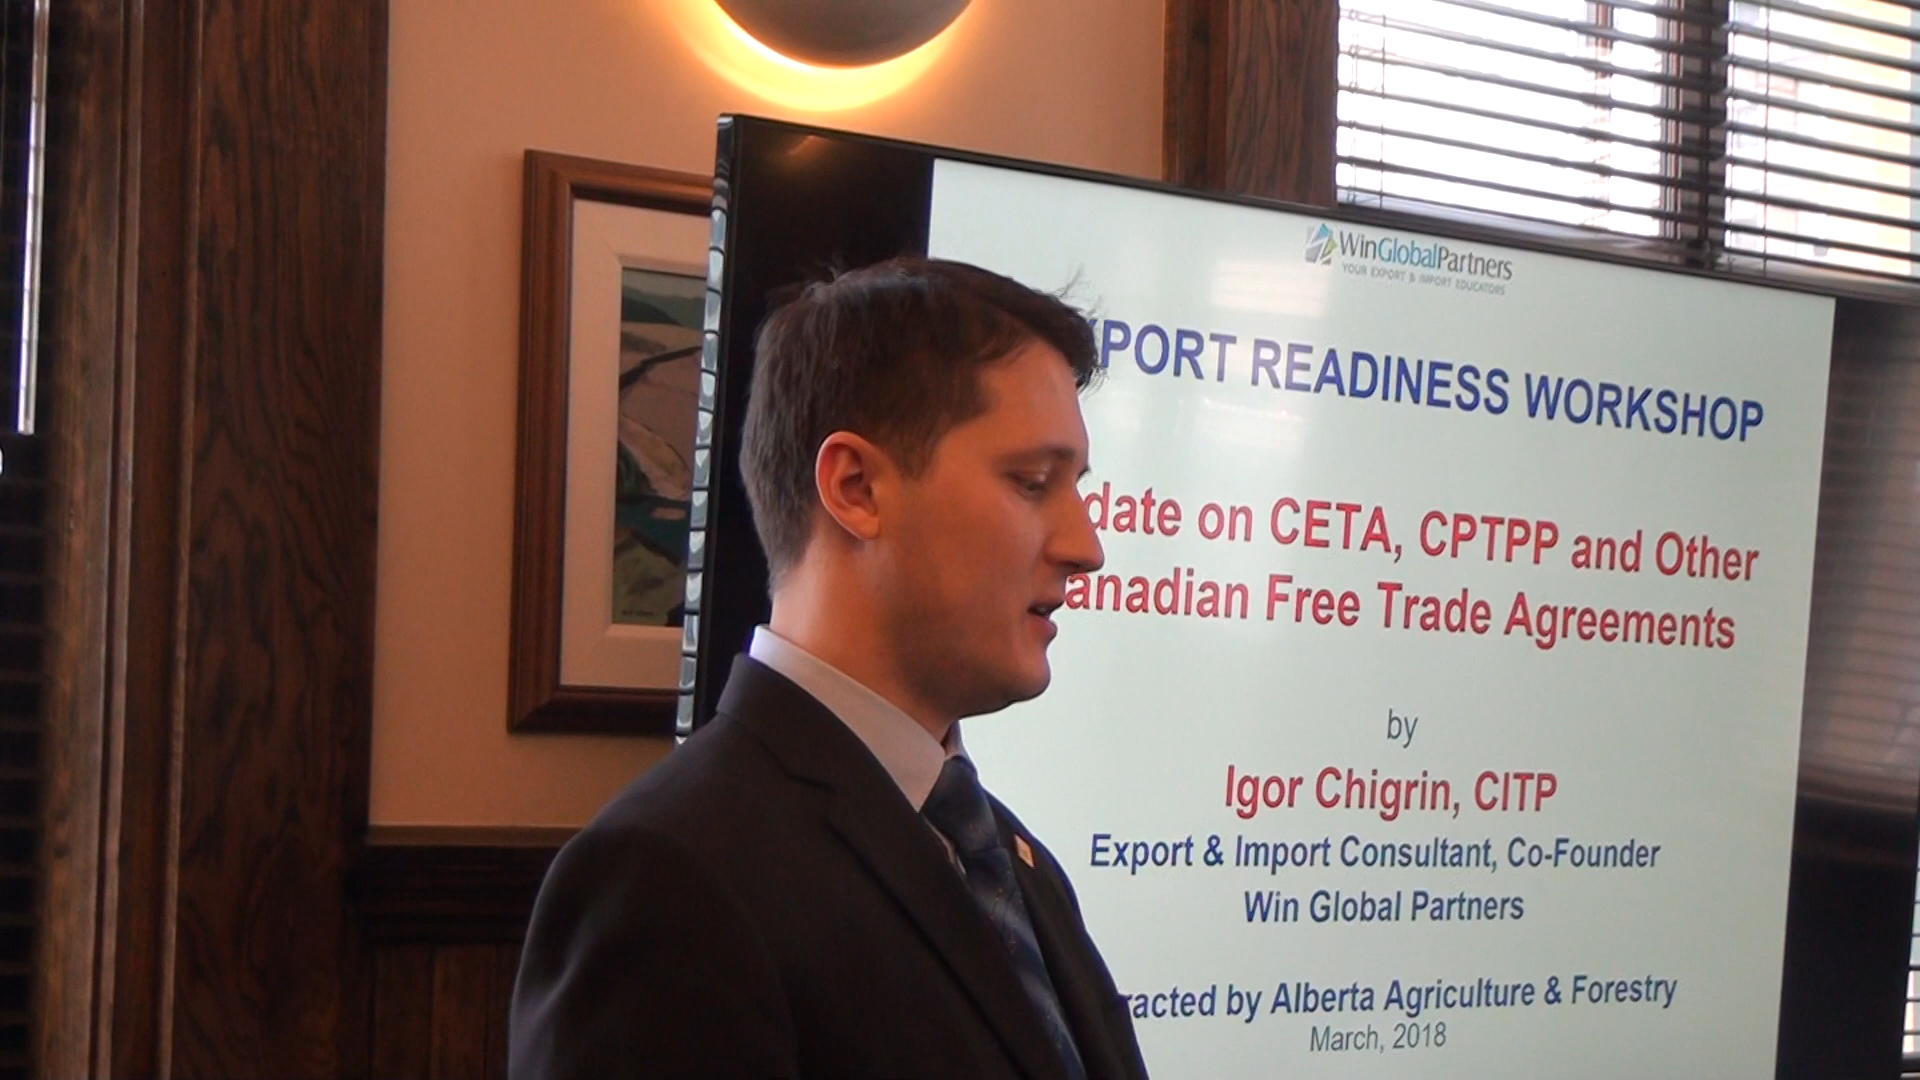 WinGlobalPartners
YOUR EXPORT & IMPORT EDUCATORS
XPORT READINESS WORKSHOP
date on CETA, CPTPP and Other
anadian Free Trade Agreements
by
Igor Chigrin, CITP
Export & Import Consultant, Co-Founder
Win Global Partners
racted by Alberta Agriculture & Forestry
March, 2018